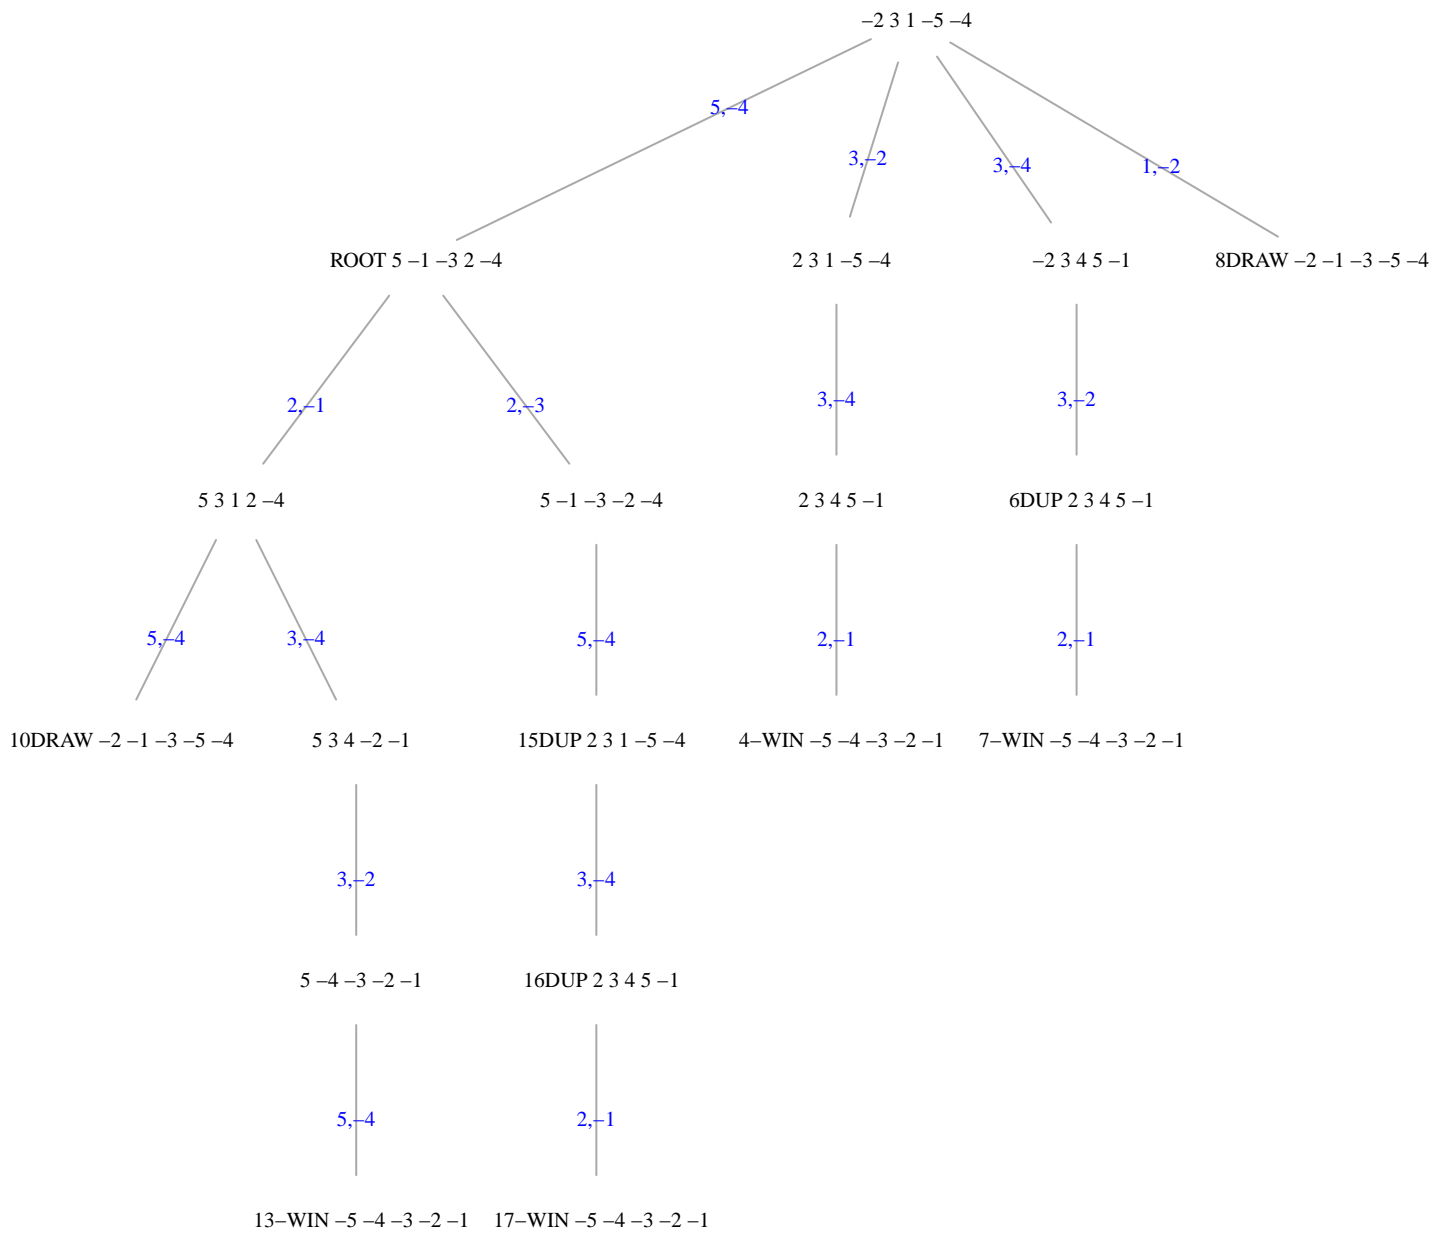 –2 3 1 –5 –4
5,–4
3,–2
3,–4
1,–2
ROOT 5 –1 –3 2 –4
2 3 1 –5 –4
–2 3 4 5 –1
8DRAW –2 –1 –3 –5 –4
2,–1
2,–3
3,–4
3,–2
5 3 1 2 –4
5 –1 –3 –2 –4
2 3 4 5 –1
6DUP 2 3 4 5 –1
5,–4
3,–4
5,–4
2,–1
2,–1
10DRAW –2 –1 –3 –5 –4
5 3 4 –2 –1
15DUP 2 3 1 –5 –4
4–WIN –5 –4 –3 –2 –1
7–WIN –5 –4 –3 –2 –1
3,–2
3,–4
5 –4 –3 –2 –1
16DUP 2 3 4 5 –1
5,–4
2,–1
13–WIN –5 –4 –3 –2 –1
17–WIN –5 –4 –3 –2 –1